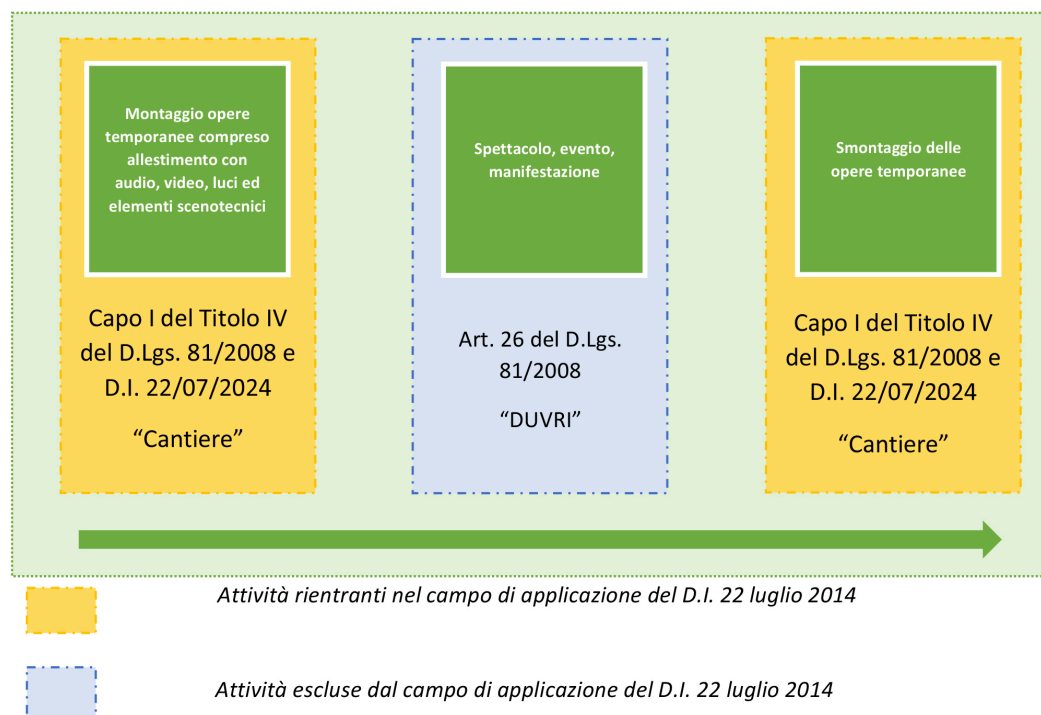 Montaggio opere
temporanee compreso
allestimento con
audio, video, luci ed
elementi scenotecnici
Capo I del Titolo IV
del D.Lgs. 81/2008 e
D.I. 22/07/2024
“Cantiere”
Spettacolo, evento,
manifestazione
Art. 26 del D.Lgs.
81/2008
“DUVRI”
Smontaggio delle
opere temporanee
Capo I del Titolo IV
del D.Lgs. 81/2008 e
D.I. 22/07/2024
“Cantiere”
Attività rientranti nel campo di applicazione del D.I. 22 luglio 2014
Attività escluse dal campo di applicazione del D.I. 22 luglio 2014